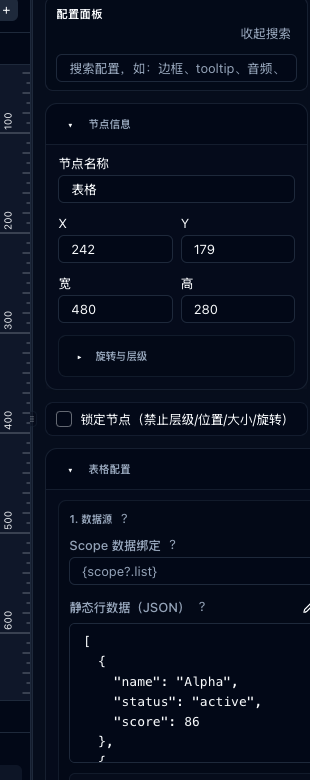 +
配置面板
收起搜索
搜索配置，如：边框、tooltip、音频、
节点信息
节点名称
表格
X
Y
242
179
宽
高
480
280
旋转与层级
锁定节点（禁止层级/位置/大小/旋转）
表格配置
1. 数据源 ?
Scope 数据绑定 ?
{scope?.list}
静态行数据（JSON） ?
[
{
"name": "Alpha",
"status": "active",
"score": 86
},
{
100
200
300
400
500
600